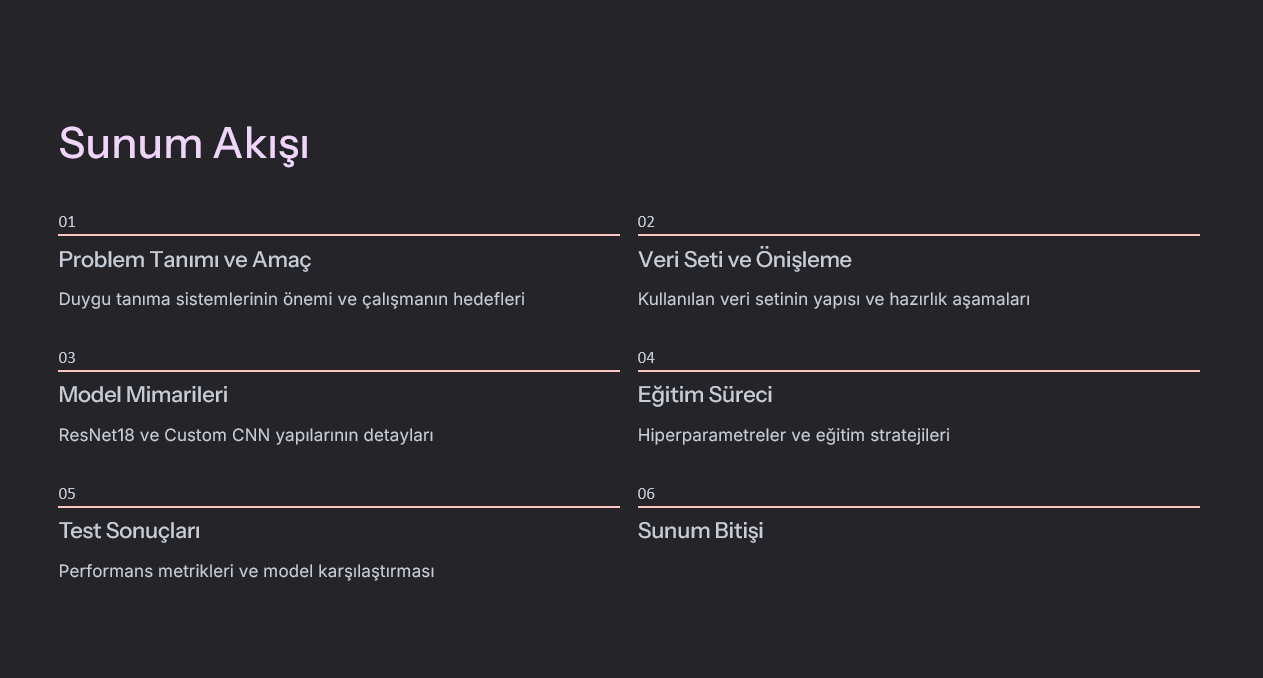 Sunum Akışı
01
Problem Tanımı ve Amaç
Duygu tanıma sistemlerinin önemi ve çalışmanın hedefleri
02
Veri Seti ve Önişleme
Kullanılan veri setinin yapısı ve hazırlık aşamaları
03
Model Mimarileri
ResNet18 ve Custom CNN yapılarının detayları
04
Eğitim Süreci
Hiperparametreler ve eğitim stratejileri
05
Test Sonuçları
Performans metrikleri ve model karşılaştırması
06
Sunum Bitişi